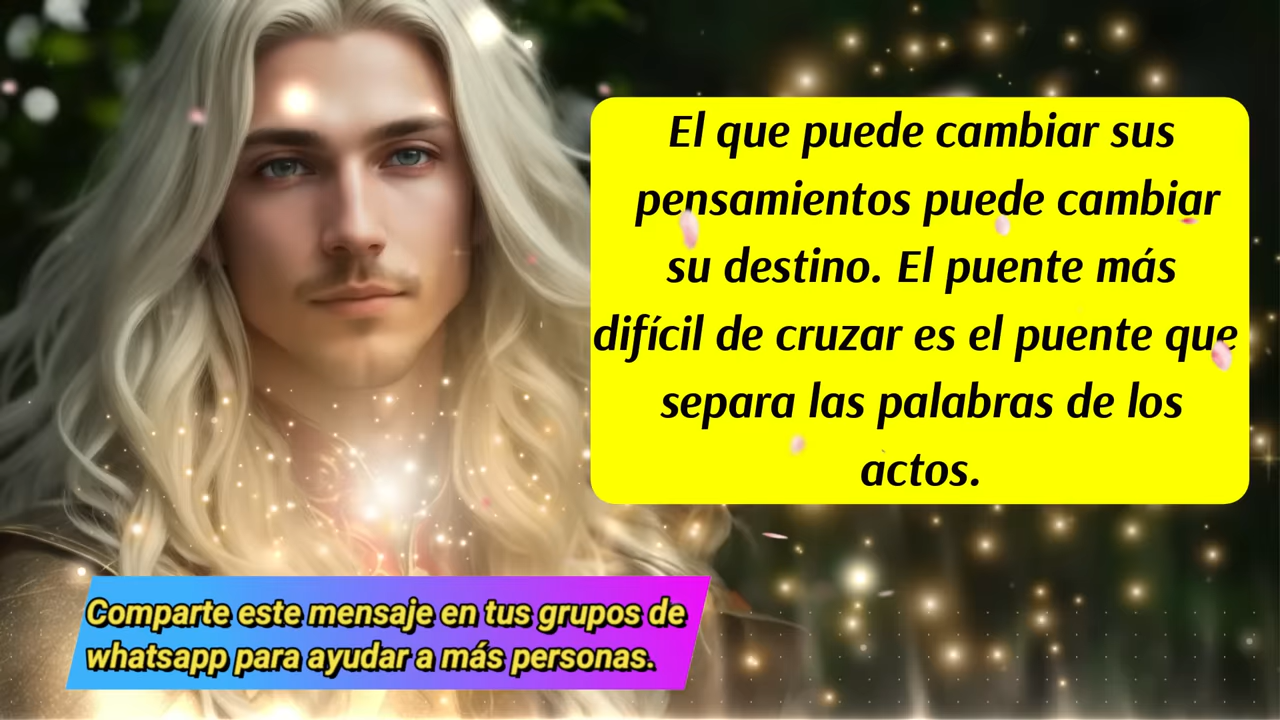 El que puede cambiar sus
pensamientos puede cambiar
su destino. El puente más
difícil de cruzar es el puente que
separa las palabras de los
actos.
Comparte este mensaje en tus grupos de
whatsapp para ayudar a más personas.